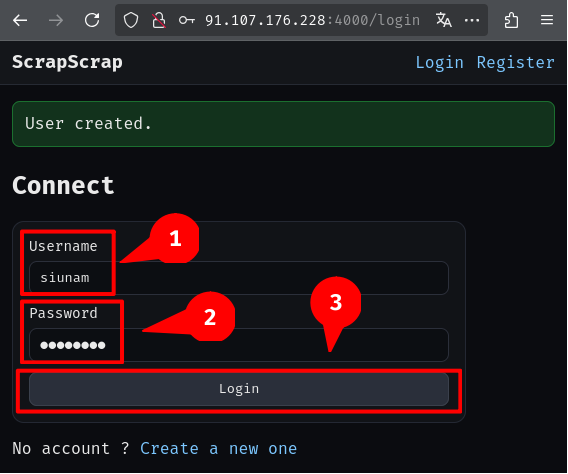 91.107.176.228:4000/login
ScrapScrap
Login Register
User created.
Connect
Username
1
siunam
Password
2
3
●●●●●●●●
Login
No account ? Create a new one